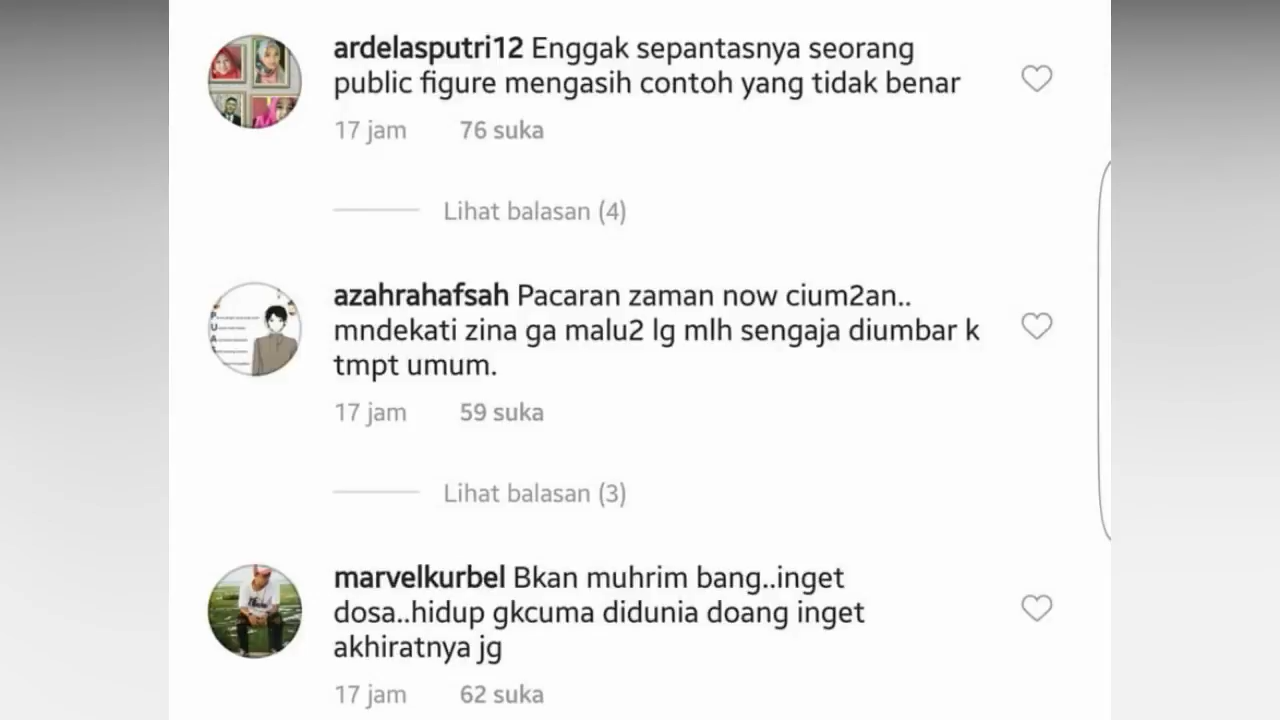 ardelasputri12 Enggak sepantasnya seorang
public figure mengasih contoh yang tidak benar
17 jam 76 suka
Lihat balasan (4)
azahrahafsah Pacaran zaman now cium2an..
mndekati zina ga malu2 lg mlh sengaja diumbar k
tmpt umum.
17 jam 59 suka
Lihat balasan (3)
marvelkurbel Bkan muhrim bang..inget
dosa..hidup gkcuma didunia doang inget
akhiratnya jg
17 jam 62 suka